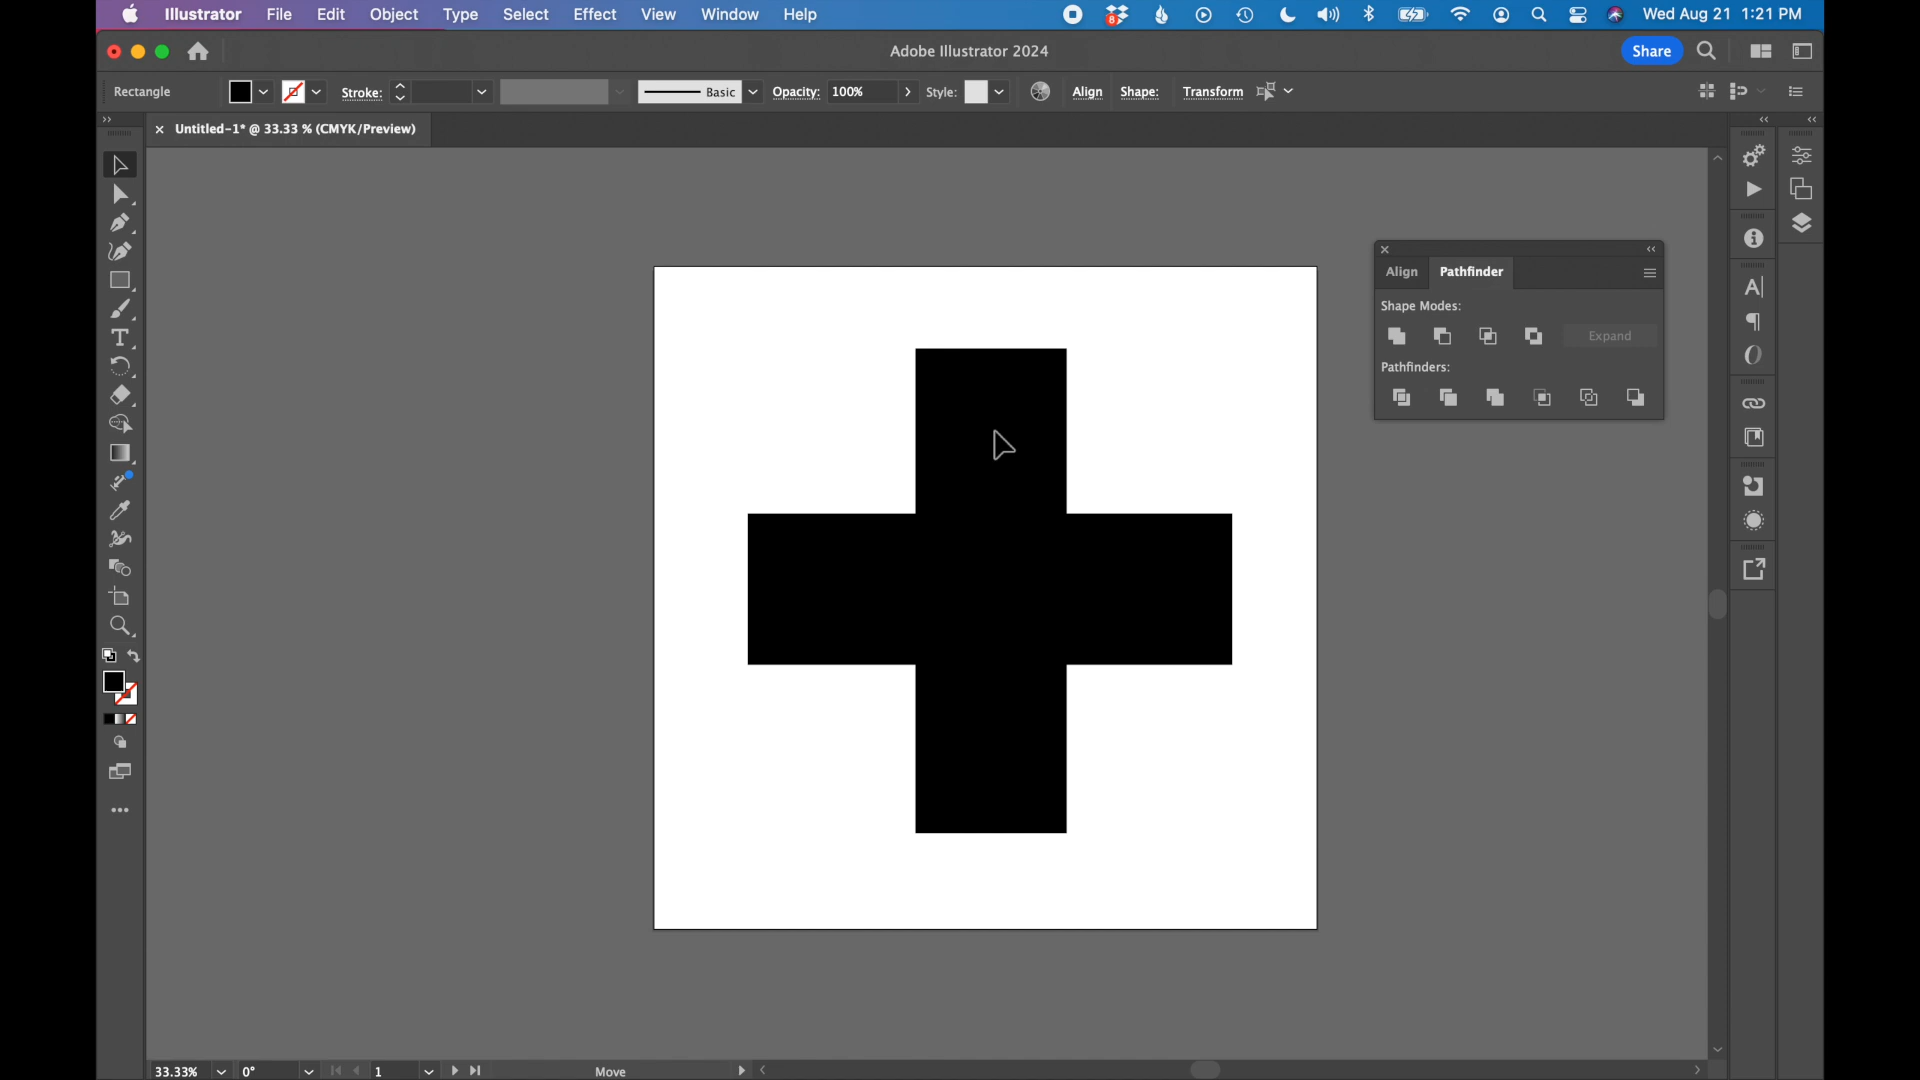 Illustrator File Edit Object Type Select Effect View Window Help 8 Wed Aug 21 1:21 PM
Adobe Illustrator 2024 Share
Rectangle Stroke: Basic Opacity: 100% Style: Align Shape: Transform
× Untitled-1* @ 33.33 % (CMYK/Preview)
Align Pathfinder
Shape Modes:
Expand
Pathfinders:
33.33% 0° 1 Move